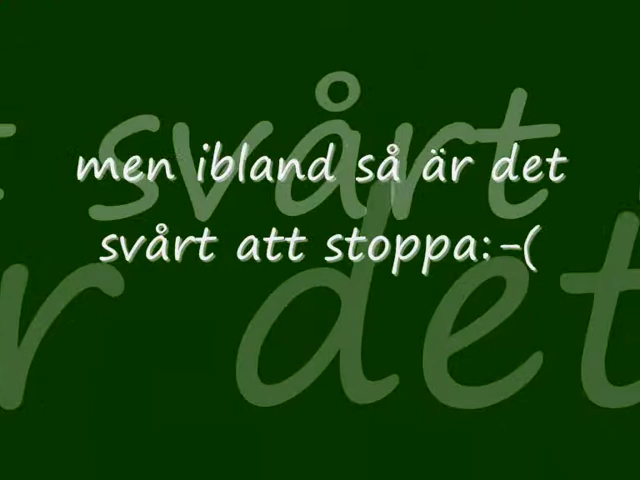 men ibland så är det
svårt att stoppa:-(
t svårt
r det